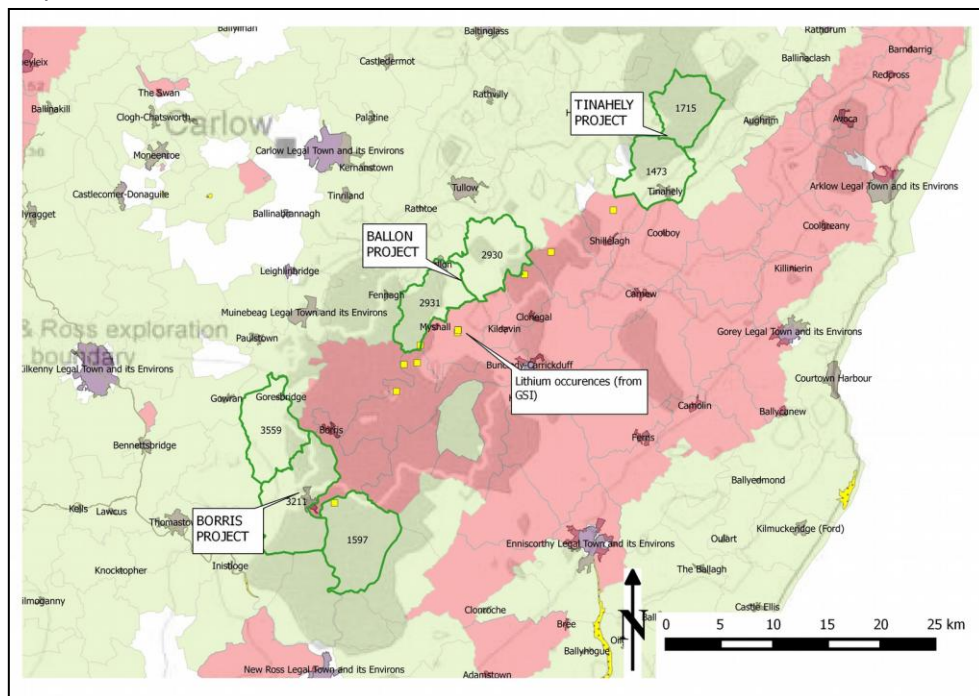 Ballylinan
Baltinglass
Rathdrum
Barndarrig
Castledermot
Ballinaclash
Redcross
The Swan
Rathvilly
TINAHELY
PROJECT
1715
Ballinakill
Clogh-Chatsworth
Palatine
Aughrim
Avoca
Carlow
Carlow Legal Town and its Environs
Moneenroe
Kernanstown
1473
Castlecomer-Donaguile
Tinriland
Tullow
Tinahely
Arklow Legal Town and its Environs
Rathtoe
Shillelagh
Coolboy
Coolgreany
BALLON
PROJECT
2930
Leighlinbridge
Killinierin
Fennagh
2931
Carnew
& Ross exploration
boundary
Muinebeag Legal Town and its Environs
Myshall
Kildavin
Clonegal
Gorey Legal Town and its Environs
Paulstown
Kilkenny Legal Town and its Environs
Lithium occurences (from
GSI)
Courtown Harbour
Gowran
Goresbridge
Camolin
Ballycanew
3559
Borris
Bennettsbridge
Ferns
Ballyedmond
3211
Kells
Lawcus
Thomastown
BORRIS
PROJECT
1597
Kilmuckridge (Ford)
Enniscorthy Legal Town and its Environs
Oulart
Inistioge
Knocktopher
The Ballagh
N
Clonroche
Castle Ellis
Bree
0 5 10 15 20 25 km
Ballyhogue
New Ross Legal Town and its Environs
Adamstown